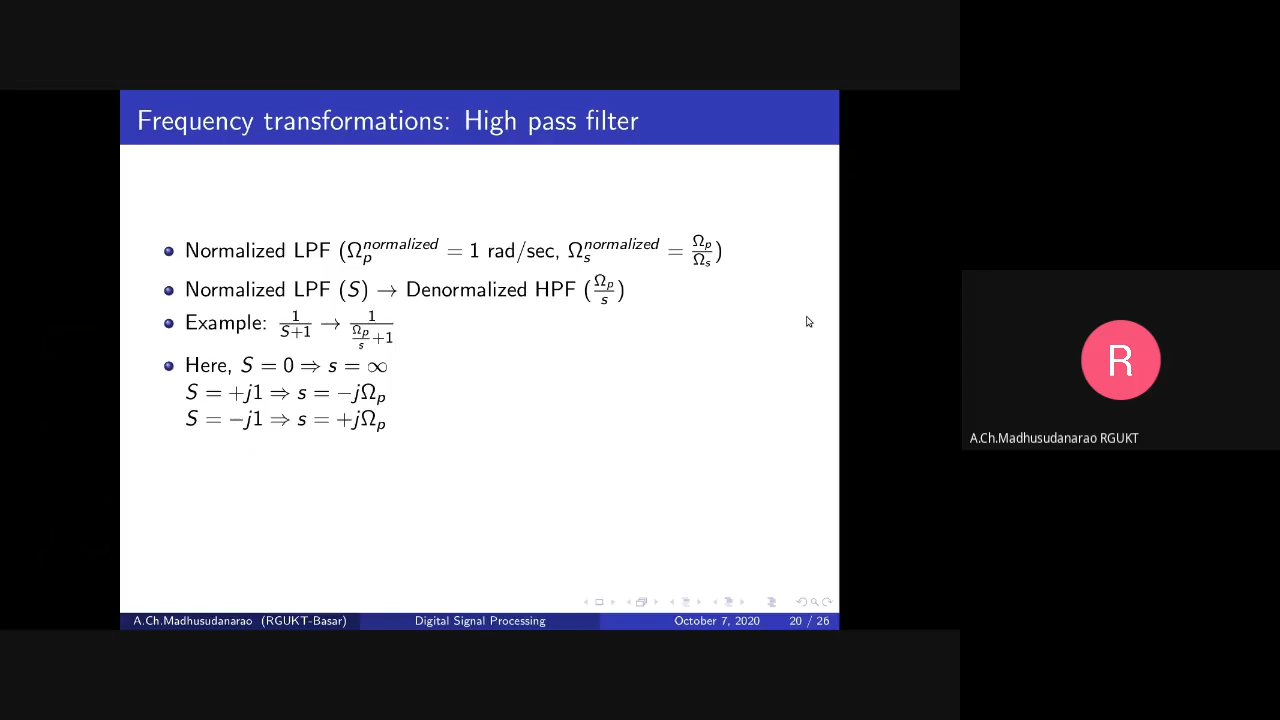 Frequency transformations: High pass filter
Normalized LPF (Ω_p^normalized = 1 rad/sec, Ω_s^normalized = Ω_p/Ω_s)
Normalized LPF (S) → Denormalized HPF (Ω_p/s)
Example: 1/(S+1) → 1/(Ω_p/s +1)
Here, S = 0 ⇒ s = ∞
S = +j1 ⇒ s = −jΩ_p
S = −j1 ⇒ s = +jΩ_p
R
A.Ch.Madhusudanarao RGUKT
A.Ch.Madhusudanarao (RGUKT-Basar) Digital Signal Processing October 7, 2020 20 / 26